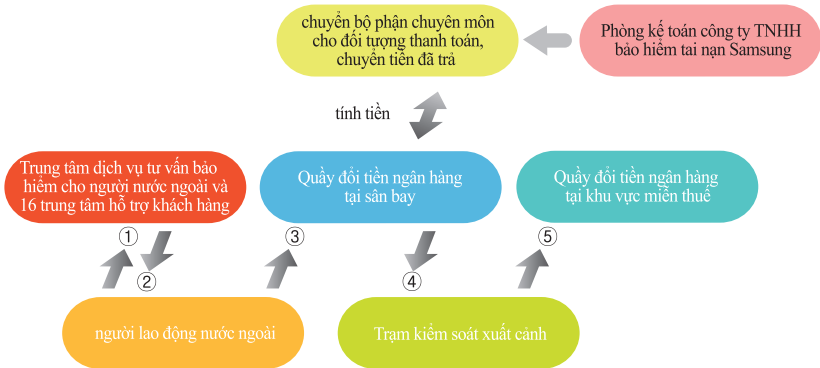 chuyển bộ phận chuyên môn
cho đối tượng thanh toán,
chuyển tiền đã trả
Phòng kế toán công ty TNHH
bảo hiểm tai nạn Samsung
tính tiền
Trung tâm dịch vụ tư vấn bảo
hiểm cho người nước ngoài và
16 trung tâm hỗ trợ khách hàng
Quầy đổi tiền ngân hàng
tại sân bay
Quầy đổi tiền ngân hàng
tại khu vực miễn thuế
①
②
③
④
⑤
người lao động nước ngoài
Trạm kiểm soát xuất cảnh